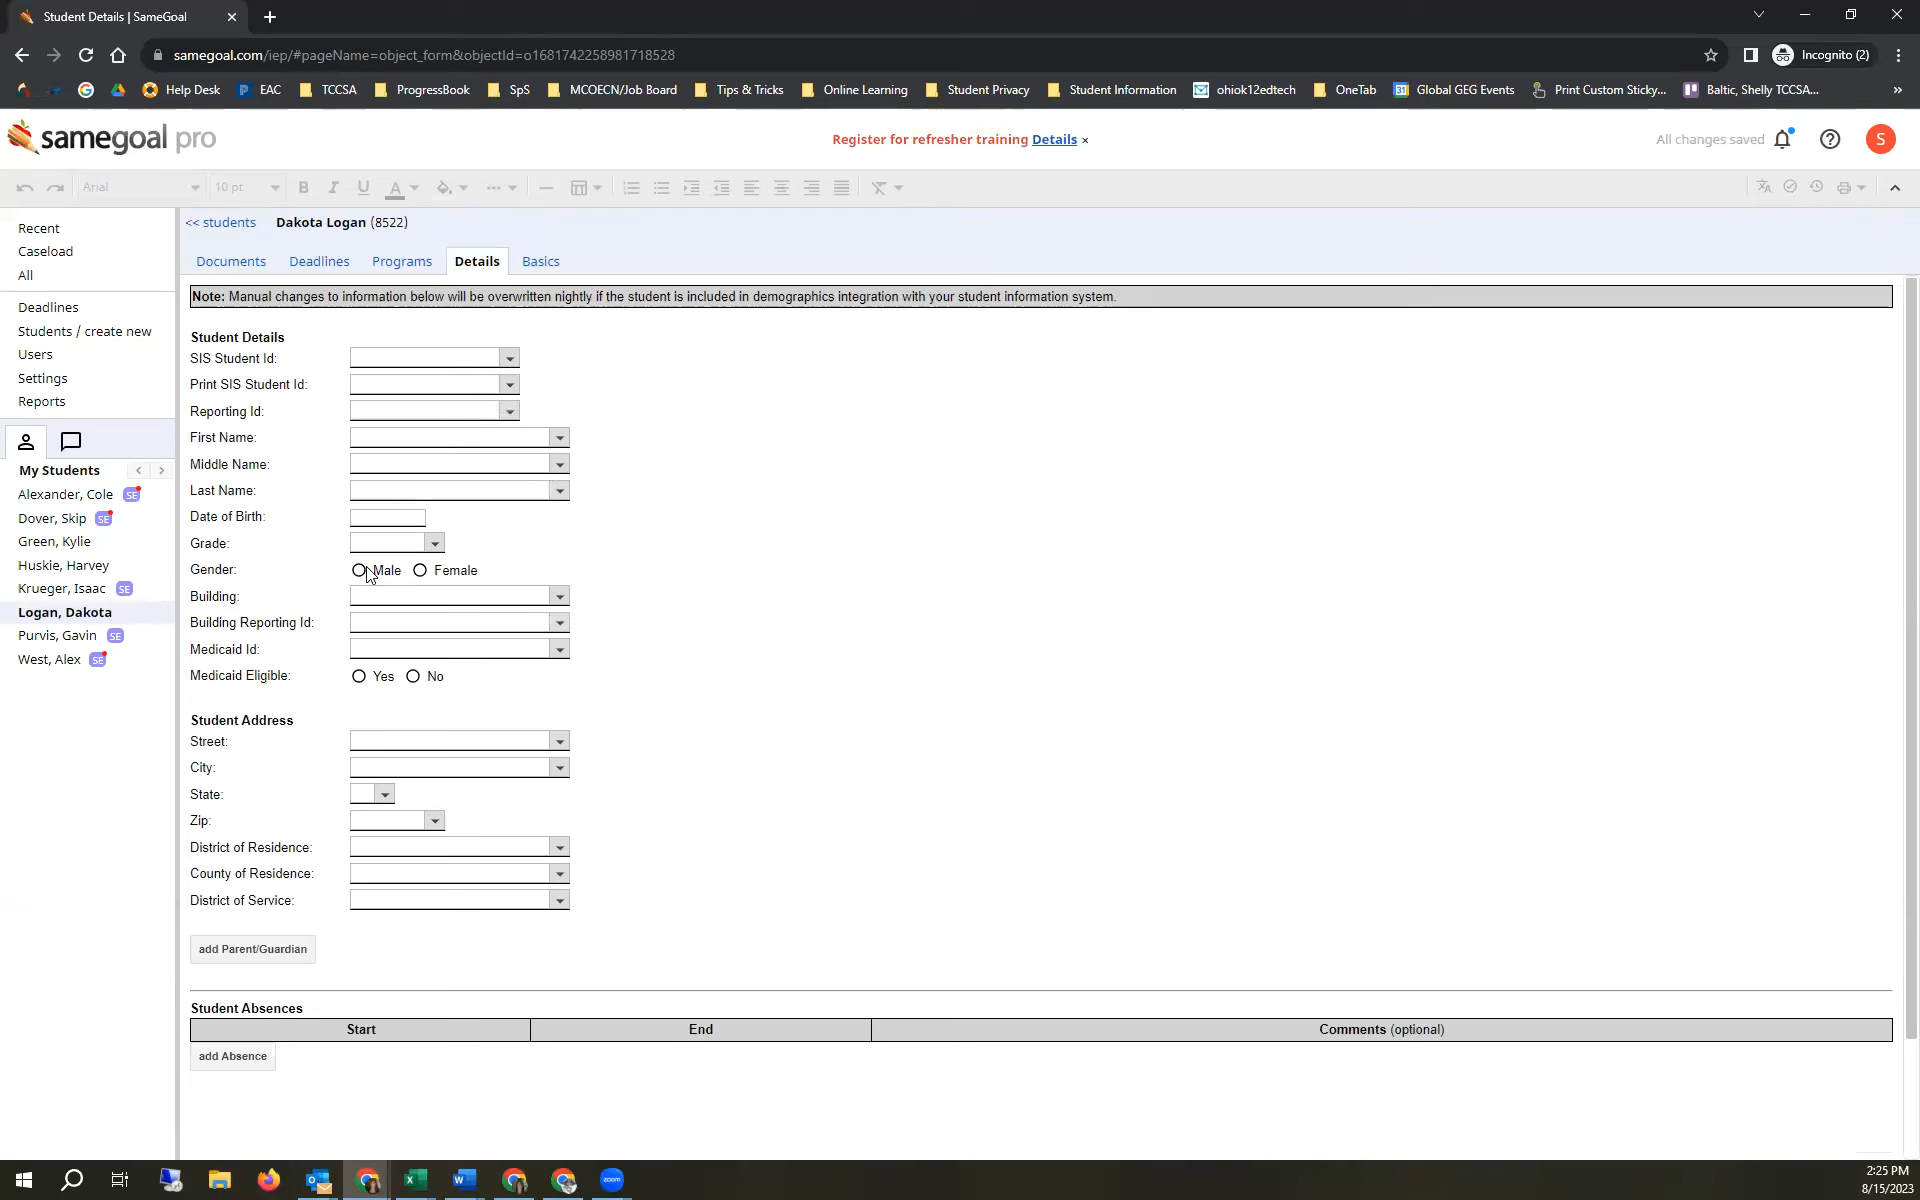 Student Details | SameGoal
samegoal.com/iep/#pageName=object_form&objectId=o1681742258981718528
Incognito (2)
Help Desk
EAC
TCCSA
ProgressBook
SpS
MCOECN/Job Board
Tips & Tricks
Online Learning
Student Privacy
Student Information
ohiok12edtech
OneTab
Global GEG Events
Print Custom Sticky...
Baltic, Shelly TCCSA...
samegoal pro
Register for refresher training Details ×
All changes saved
S
Arial
10 pt
B I U A
Recent
Caseload
All
Deadlines
Students / create new
Users
Settings
Reports
My Students
Alexander, Cole SE
Dover, Skip SE
Green, Kylie
Huskie, Harvey
Krueger, Isaac SE
Logan, Dakota
Purvis, Gavin SE
West, Alex SE
<< students Dakota Logan (8522)
Documents Deadlines Programs Details Basics
Note: Manual changes to information below will be overwritten nightly if the student is included in demographics integration with your student information system.
Student Details
SIS Student Id:
Print SIS Student Id:
Reporting Id:
First Name:
Middle Name:
Last Name:
Date of Birth:
Grade:
Gender: Male Female
Building:
Building Reporting Id:
Medicaid Id:
Medicaid Eligible: Yes No
Student Address
Street:
City:
State:
Zip:
District of Residence:
County of Residence:
District of Service:
add Parent/Guardian
Student Absences
Start End Comments (optional)
add Absence
zoom
2:25 PM
8/15/2023